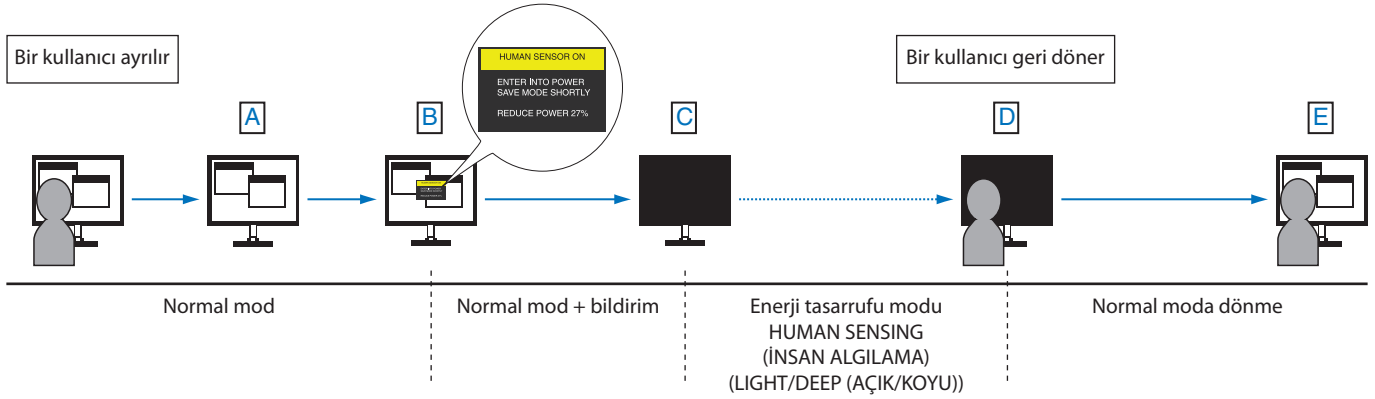 Bir kullanıcı ayrılır
HUMAN SENSOR ON
ENTER İNTO POWER
SAVE MODE SHORTLY
REDUCE POWER 27%
Bir kullanıcı geri döner
A
B
C
D
E
Normal mod
Normal mod + bildirim
Enerji tasarrufu modu
HUMAN SENSING
(İNSAN ALGILAMA)
(LIGHT/DEEP (AÇIK/KOYU))
Normal moda dönme